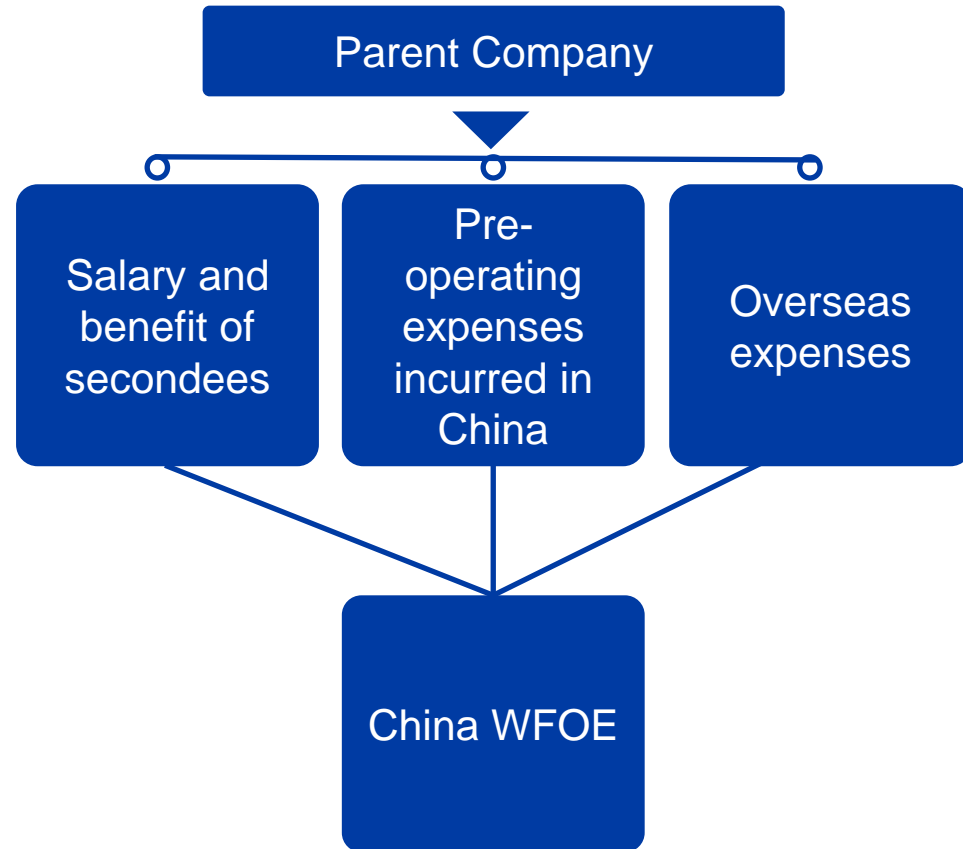 Parent Company
Salary and
benefit of
secondees
Pre-
operating
expenses
incurred in
China
Overseas
expenses
China WFOE